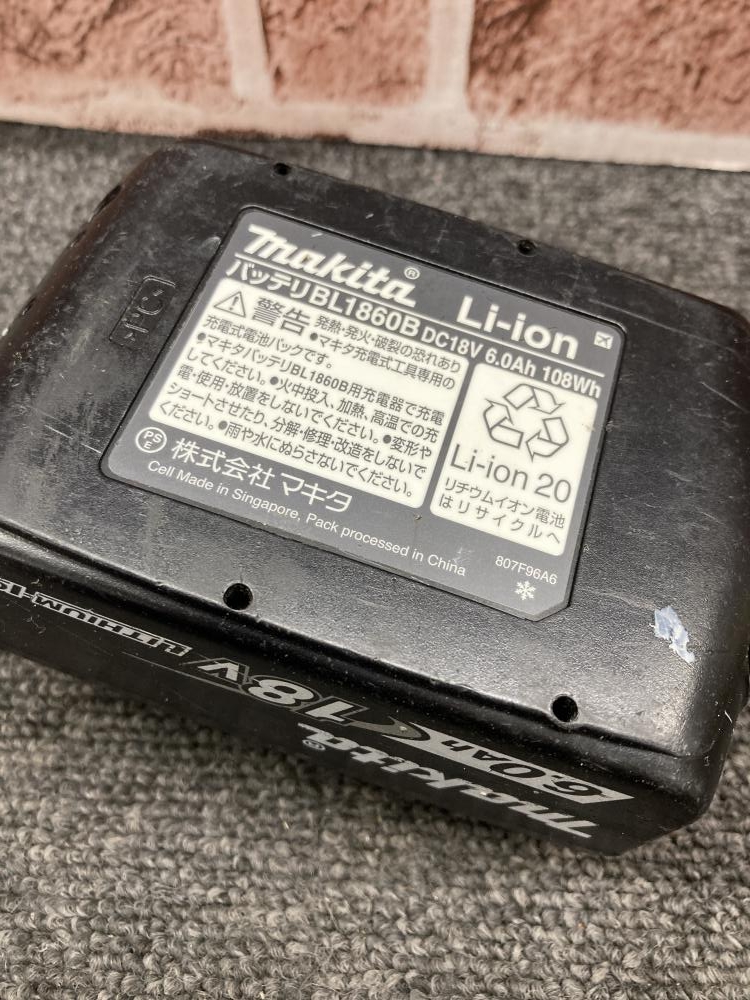 makita®
Li-ion
バッテリBL1860B DC18V 6.0Ah 108Wh
警告 発熱・発火・破裂の恐れあり
●マキタ充電式工具専用の
充電式電池パックです。
●マキタバッテリBL1860B用充電器で充電
してください。●火中投入、加熱、高温での充
電・使用・放置をしないでください。●変形や
ショートさせたり、分解・修理・改造をしないで
ください。●雨や水にぬらさないでください。
PSE 株式会社 マキタ
Cell Made in Singapore, Pack processed in China
Li-ion 20
リチウムイオン電池
はリサイクルへ
807F96A6
LITHIUM-ION
18V
6.0Ah
makita®